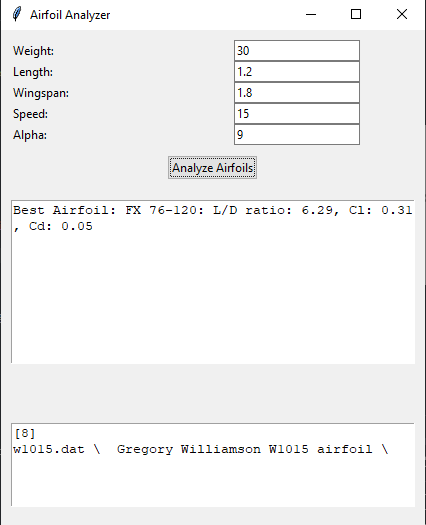 Airfoil Analyzer
Weight: 30
Length: 1.2
Wingspan: 1.8
Speed: 15
Alpha: 9
Analyze Airfoils
Best Airfoil: FX 76-120: L/D ratio: 6.29, Cl: 0.31
, Cd: 0.05
[8]
w1015.dat \  Gregory Williamson W1015 airfoil \